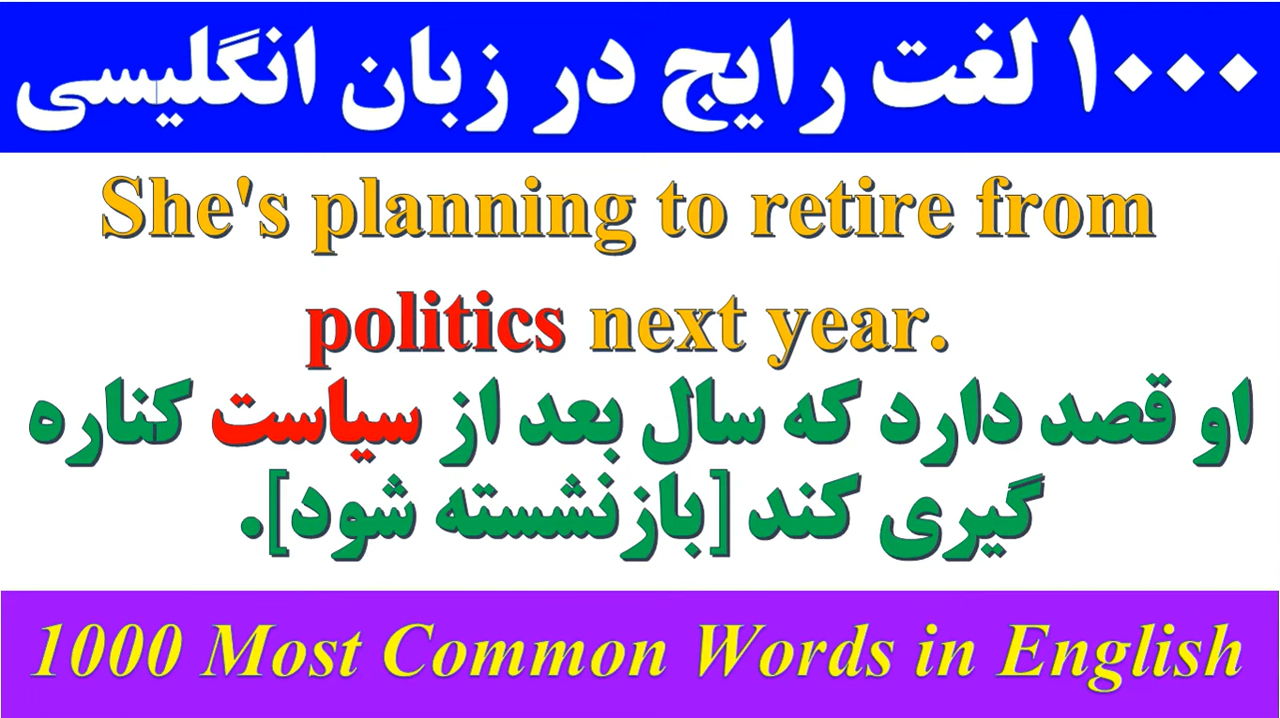 ۱۰۰۰ لغت رایج در زبان انگلیسی
She's planning to retire from
politics next year.
او قصد دارد که سال بعد از سیاست کناره
گیری کند [بازنشسته شود].
1000 Most Common Words in English